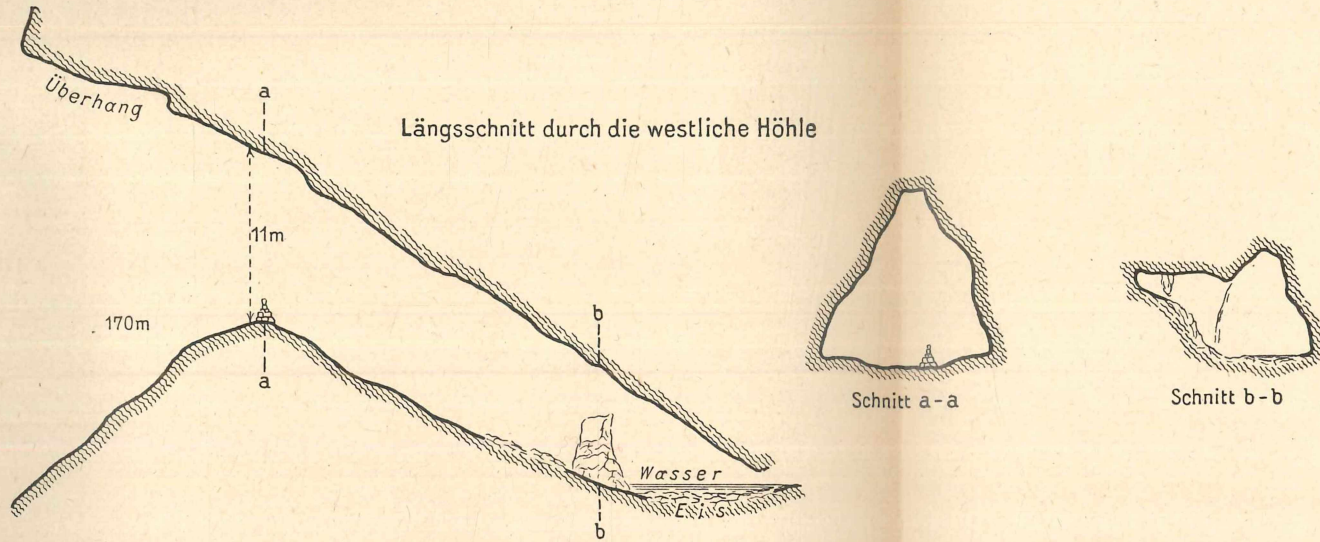 Überhang
a
Längsschnitt durch die westliche Höhle
11m
170m
a
b
Wasser
Eis
b
Schnitt a-a
Schnitt b-b